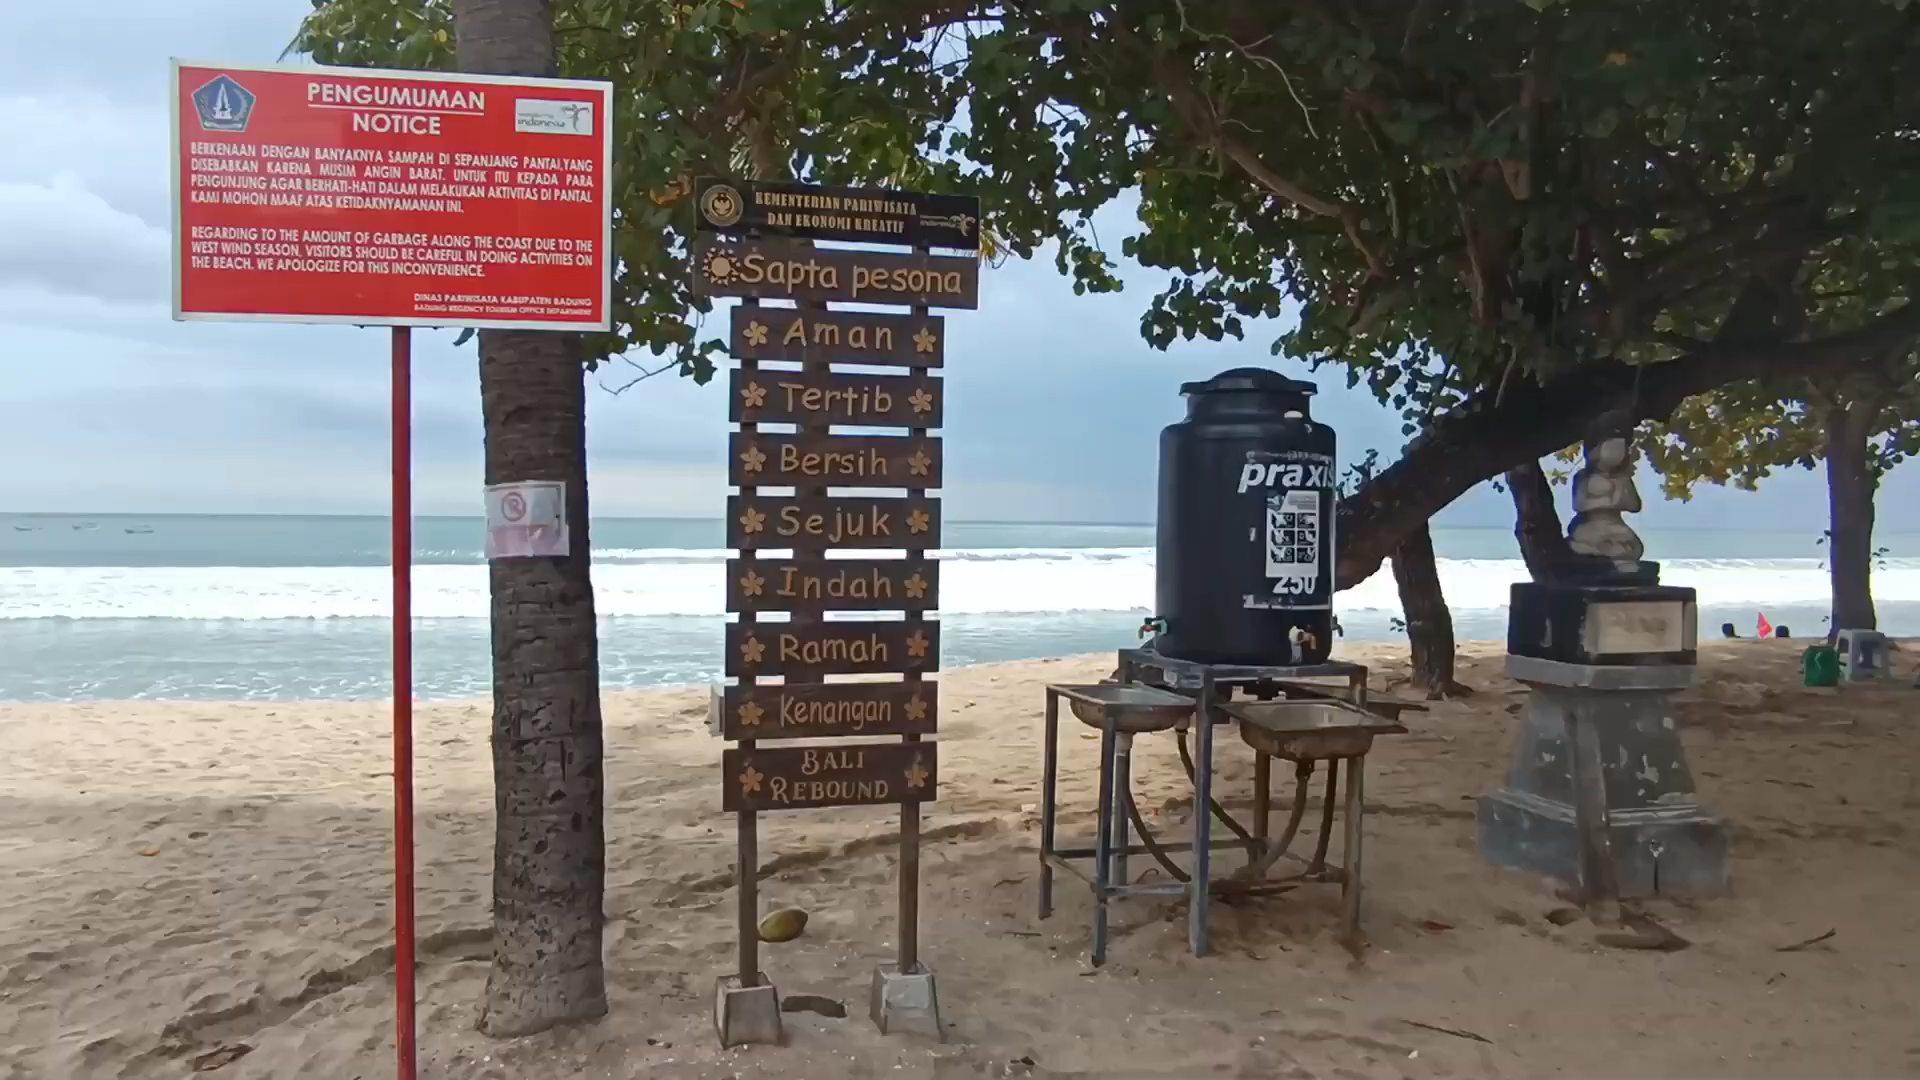 PENGUMUMAN
NOTICE
indonesia
BERKENAAN DENGAN BANYAKNYA SAMPAH DI SEPANJANG PANTAI,YANG
DISEBABKAN KARENA MUSIM ANGIN BARAT. UNTUK ITU KEPADA PARA
PENGUNJUNG AGAR BERHATI-HATI DALAM MELAKUKAN AKTIVITAS DI PANTAI.
KAMI MOHON MAAF ATAS KETIDAKNYAMANAN INI.
REGARDING TO THE AMOUNT OF GARBAGE ALONG THE COAST DUE TO THE
WEST WIND SEASON, VISITORS SHOULD BE CAREFUL IN DOING ACTIVITIES ON
THE BEACH. WE APOLOGIZE FOR THIS INCONVENIENCE.
DINAS PARIWISATA KABUPATEN BADUNG
BADUNG REGENCY TOURISM OFFICE DEPARTMENT
KEMENTERIAN PARIWISATA
DAN EKONOMI KREATIF
indonesia
Sapta pesona
Aman
Tertib
Bersih
Sejuk
Indah
Ramah
Kenangan
BALI
REBOUND
praxis
250